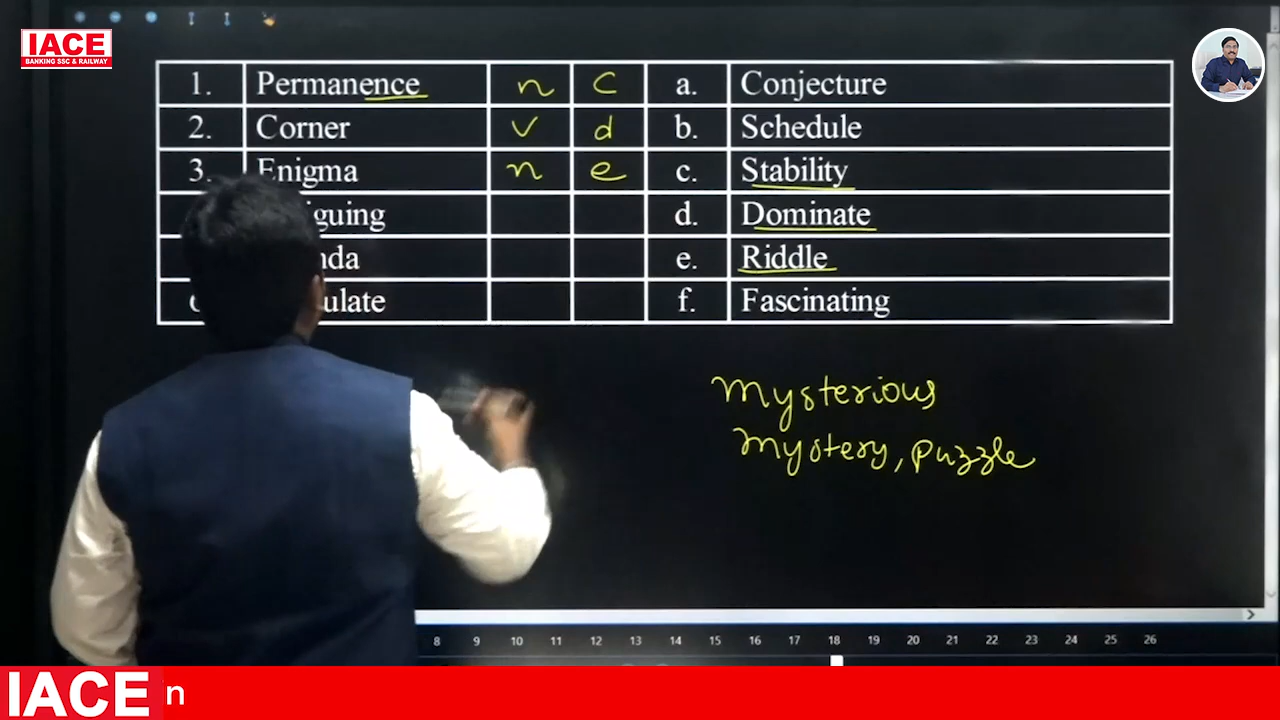 IACE
BANKING SSC & RAILWAY
1. Permanence n C a. Conjecture
2. Corner v d b. Schedule
3. Enigma n e c. Stability
d. Dominate
e. Riddle
f. Fascinating
Mysterious
Mystery, Puzzle
8 9 10 11 12 13 14 15 16 17 18 19 20 21 22 23 24 25 26
IACE